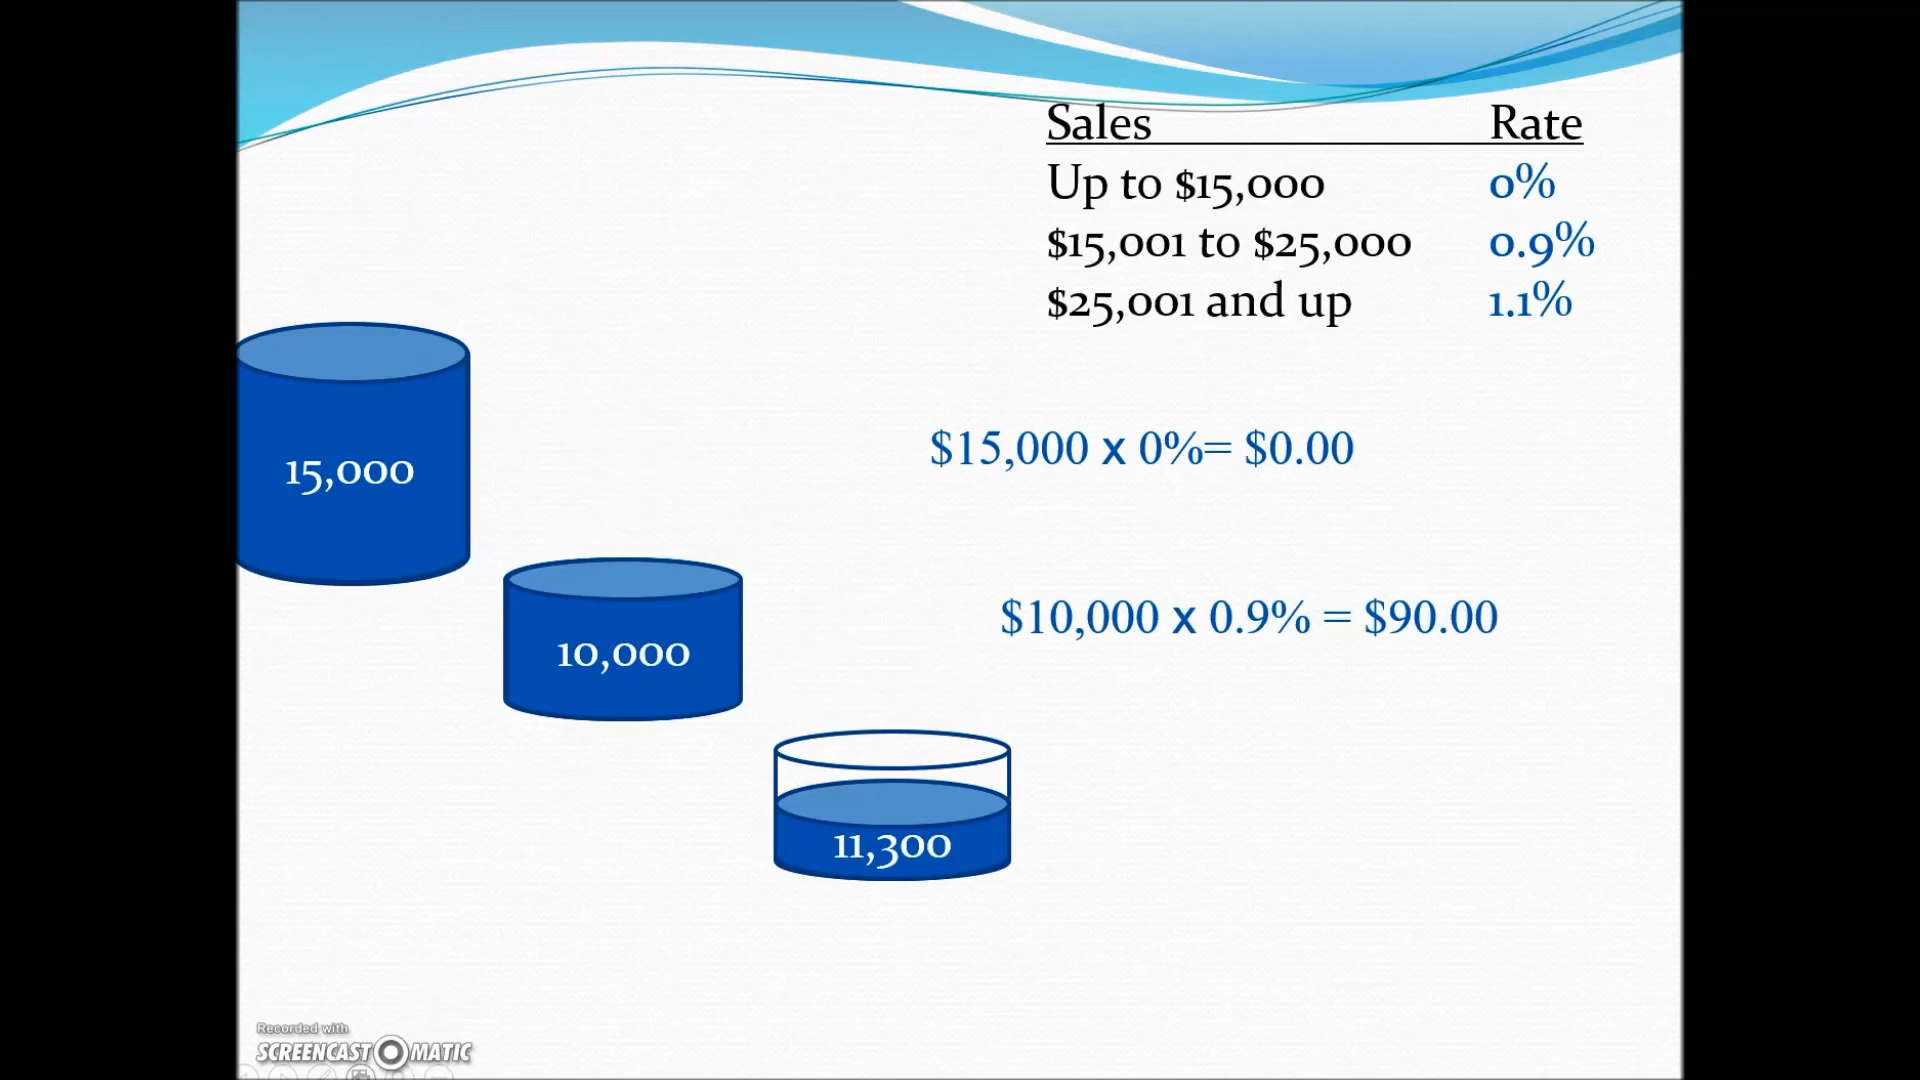 Sales Rate
Up to $15,000 0%
$15,001 to $25,000 0.9%
$25,001 and up 1.1%
15,000
$15,000 x 0%= $0.00
10,000
$10,000 x 0.9% = $90.00
11,300
Recorded with
SCREENCAST MATIC